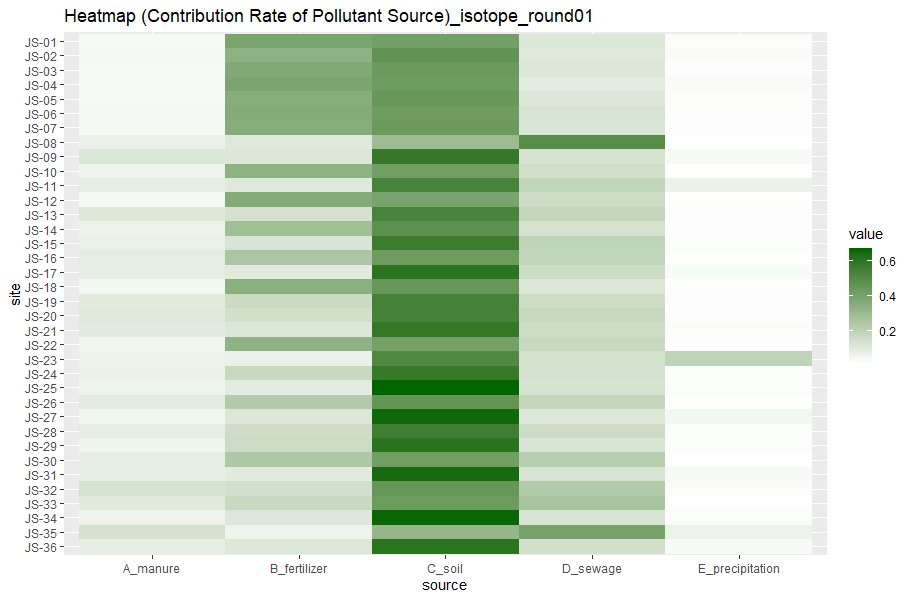 Heatmap (Contribution Rate of Pollutant Source)_isotope_round01
JS-01
JS-02
JS-03
JS-04
JS-05
JS-06
JS-07
JS-08
JS-09
JS-10
JS-11
JS-12
JS-13
JS-14
JS-15
JS-16
JS-17
JS-18
JS-19
JS-20
JS-21
JS-22
JS-23
JS-24
JS-25
JS-26
JS-27
JS-28
JS-29
JS-30
JS-31
JS-32
JS-33
JS-34
JS-35
JS-36
site
A_manure
B_fertilizer
C_soil
D_sewage
E_precipitation
source
value
0.6
0.4
0.2